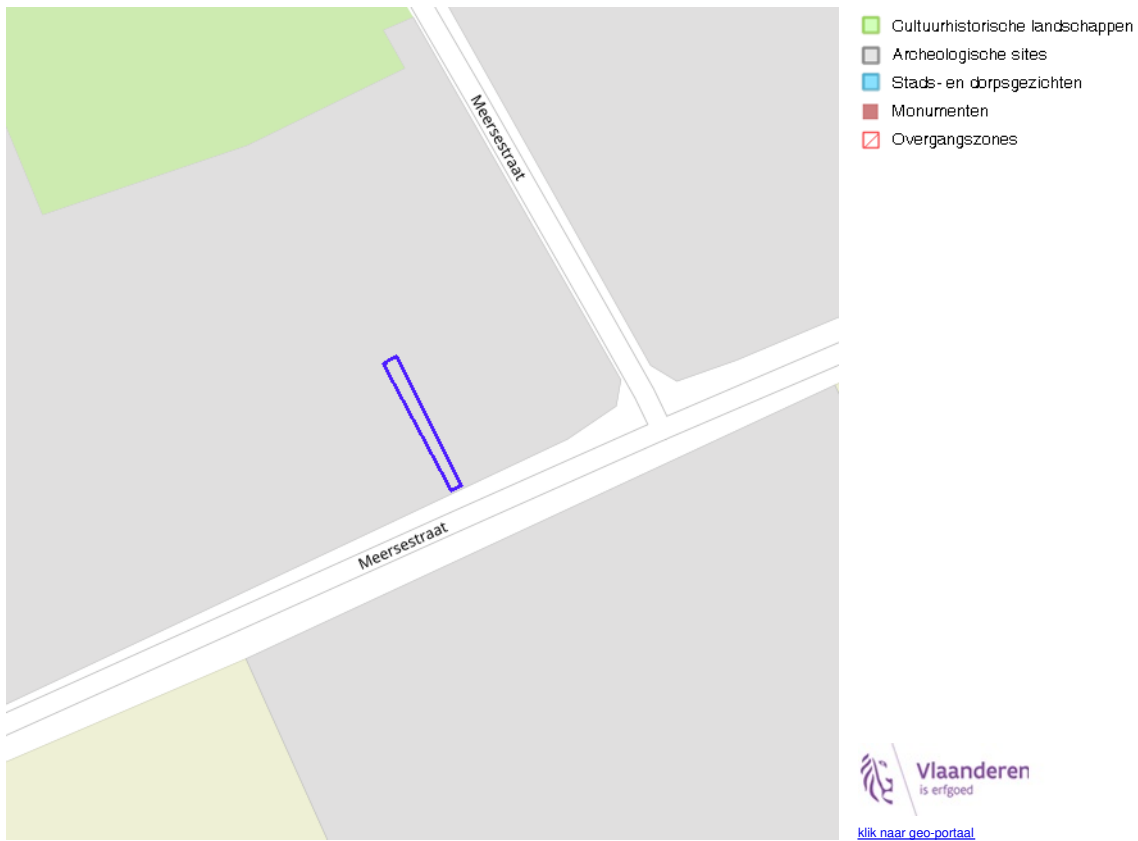 Meersestraat
Meersestraat
Cultuurhistorische landschappen
Archeologische sites
Stads- en dorpsgezichten
Monumenten
Overgangszones
Vlaanderen
is erfgoed
klik naar geo-portaal